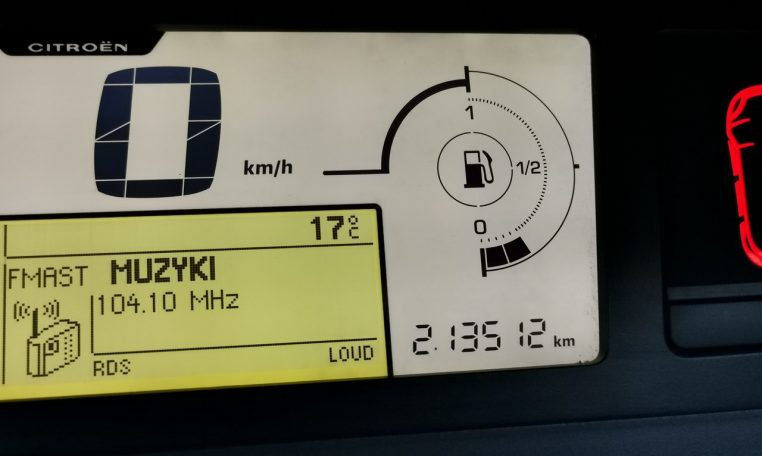 CITROËN
0
km/h
1
1/2
0
17°C
FMAST MUZYKI
104.10 MHz
LOUD
RDS
2.13512 km